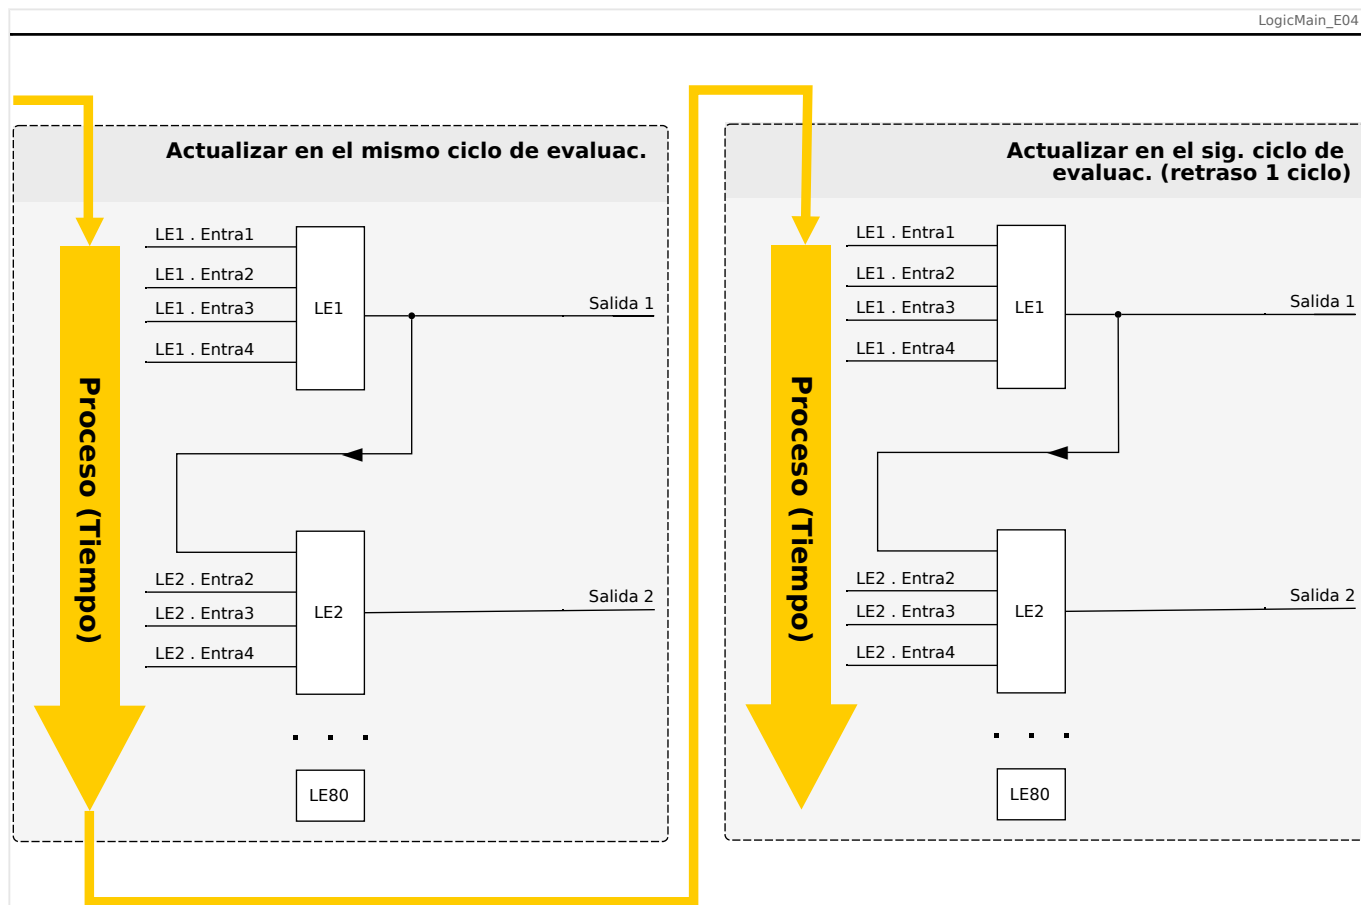 LogicMain_E04
Actualizar en el mismo ciclo de evaluac.
LE1 . Entra1
LE1 . Entra2
LE1 . Entra3
LE1 . Entra4
LE1
Salida 1
Proceso (Tiempo)
LE2 . Entra2
LE2 . Entra3
LE2 . Entra4
LE2
Salida 2
. . .
LE80
Actualizar en el sig. ciclo de
evaluac. (retraso 1 ciclo)
LE1 . Entra1
LE1 . Entra2
LE1 . Entra3
LE1 . Entra4
LE1
Salida 1
Proceso (Tiempo)
LE2 . Entra2
LE2 . Entra3
LE2 . Entra4
LE2
Salida 2
. . .
LE80